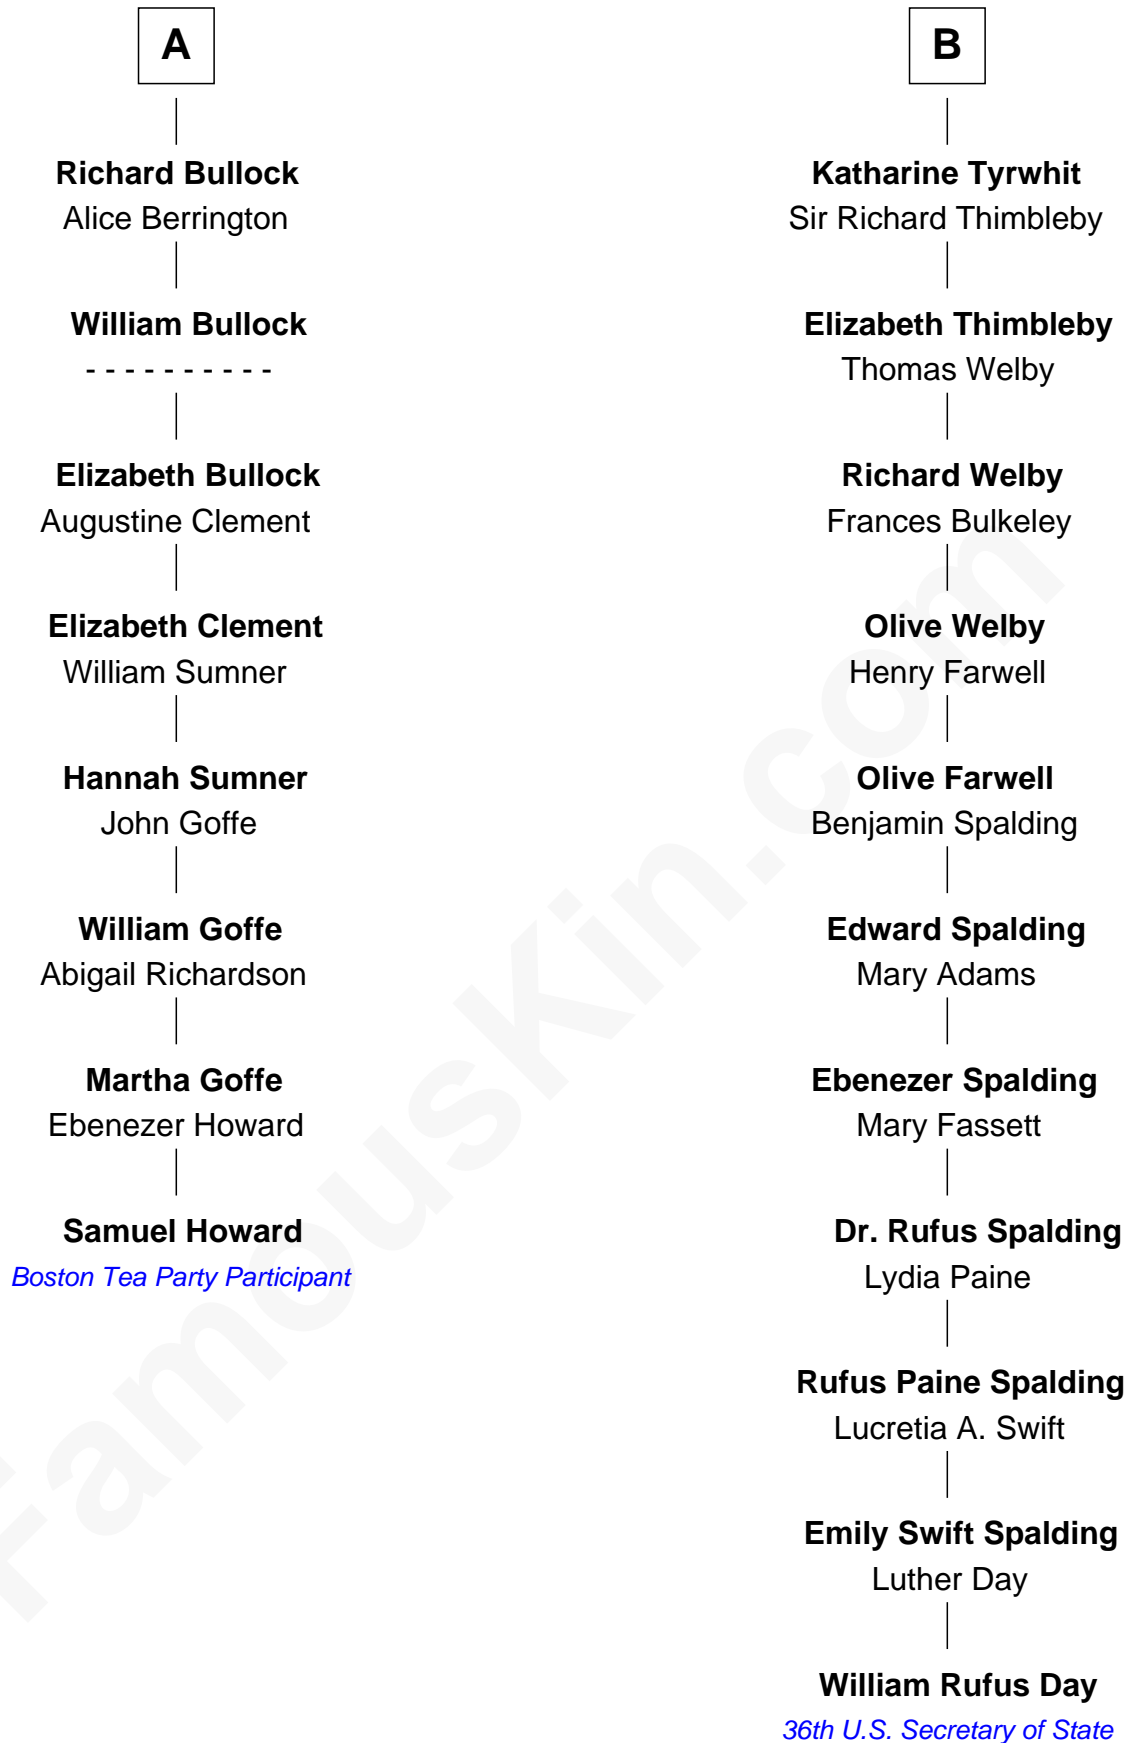 A
Richard Bullock
Alice Berrington
William Bullock
- - - - - - - - - -
Elizabeth Bullock
Augustine Clement
Elizabeth Clement
William Sumner
Hannah Sumner
John Goffe
William Goffe
Abigail Richardson
Martha Goffe
Ebenezer Howard
Samuel Howard
Boston Tea Party Participant
B
Katharine Tyrwhit
Sir Richard Thimbleby
Elizabeth Thimbleby
Thomas Welby
Richard Welby
Frances Bulkeley
Olive Welby
Henry Farwell
Olive Farwell
Benjamin Spalding
Edward Spalding
Mary Adams
Ebenezer Spalding
Mary Fassett
Dr. Rufus Spalding
Lydia Paine
Rufus Paine Spalding
Lucretia A. Swift
Emily Swift Spalding
Luther Day
William Rufus Day
36th U.S. Secretary of State
FamousKin.com